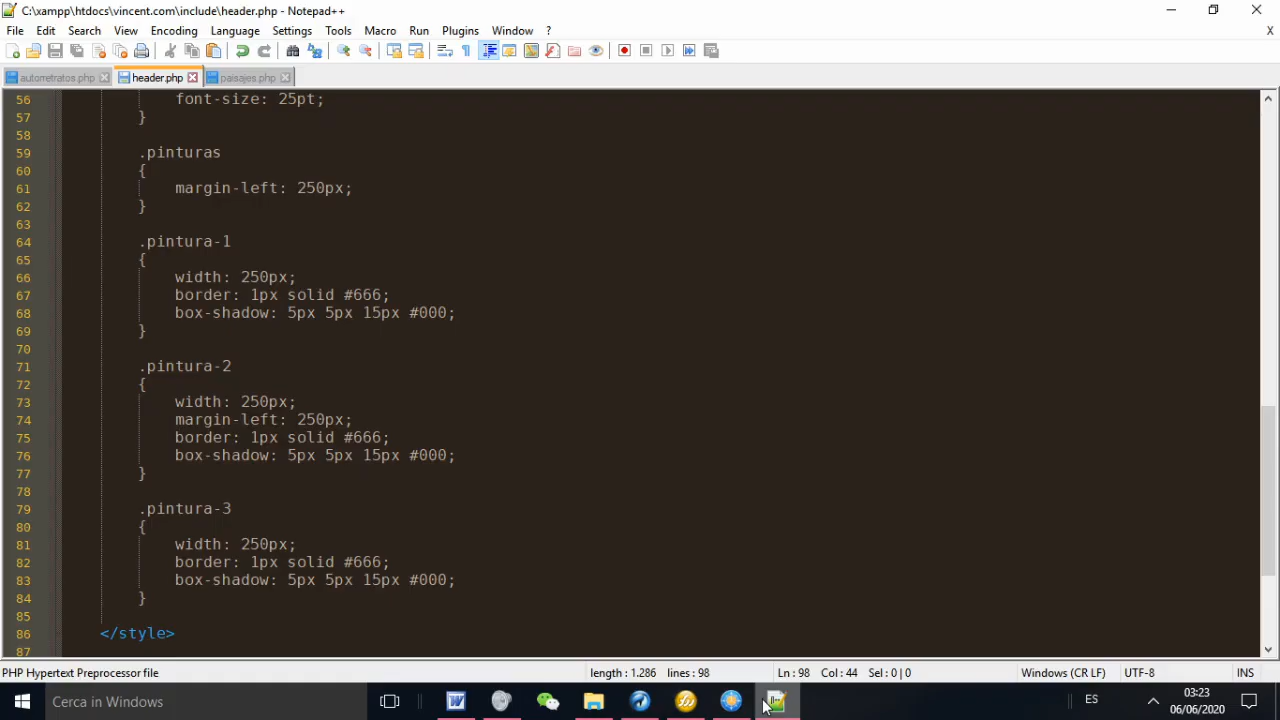 C:\xampp\htdocs\vincent.com\include\header.php - Notepad++
File Edit Search View Encoding Language Settings Tools Macro Run Plugins Window ?
X
autorretratos.php header.php paisajes.php
56 font-size: 25pt;
57 }
58
59 .pinturas
60 {
61 margin-left: 250px;
62 }
63
64 .pintura-1
65 {
66 width: 250px;
67 border: 1px solid #666;
68 box-shadow: 5px 5px 15px #000;
69 }
70
71 .pintura-2
72 {
73 width: 250px;
74 margin-left: 250px;
75 border: 1px solid #666;
76 box-shadow: 5px 5px 15px #000;
77 }
78
79 .pintura-3
80 {
81 width: 250px;
82 border: 1px solid #666;
83 box-shadow: 5px 5px 15px #000;
84 }
85
86 </style>
87
PHP Hypertext Preprocessor file length : 1.286 lines : 98 Ln : 98 Col : 44 Sel : 0 | 0 Windows (CR LF) UTF-8 INS
Cerca in Windows
ES
03:23
06/06/2020